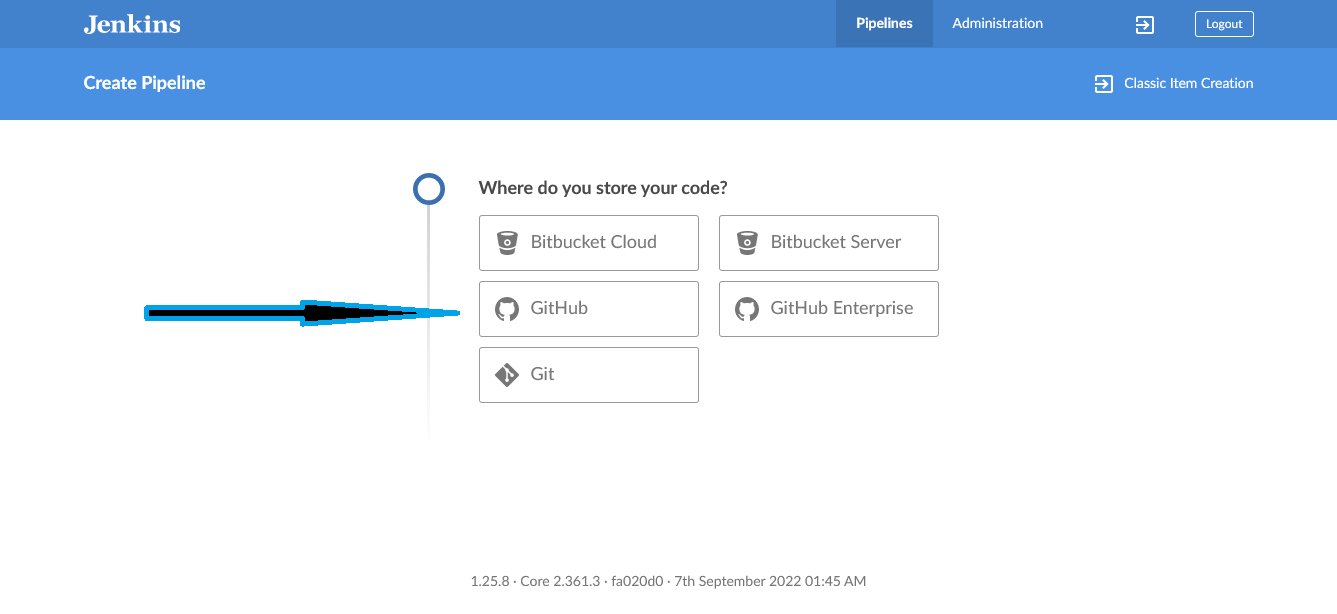 Jenkins
Pipelines
Administration
Logout
Create Pipeline
Classic Item Creation
Where do you store your code?
Bitbucket Cloud
Bitbucket Server
GitHub
GitHub Enterprise
Git
1.25.8 · Core 2.361.3 · fa020d0 · 7th September 2022 01:45 AM